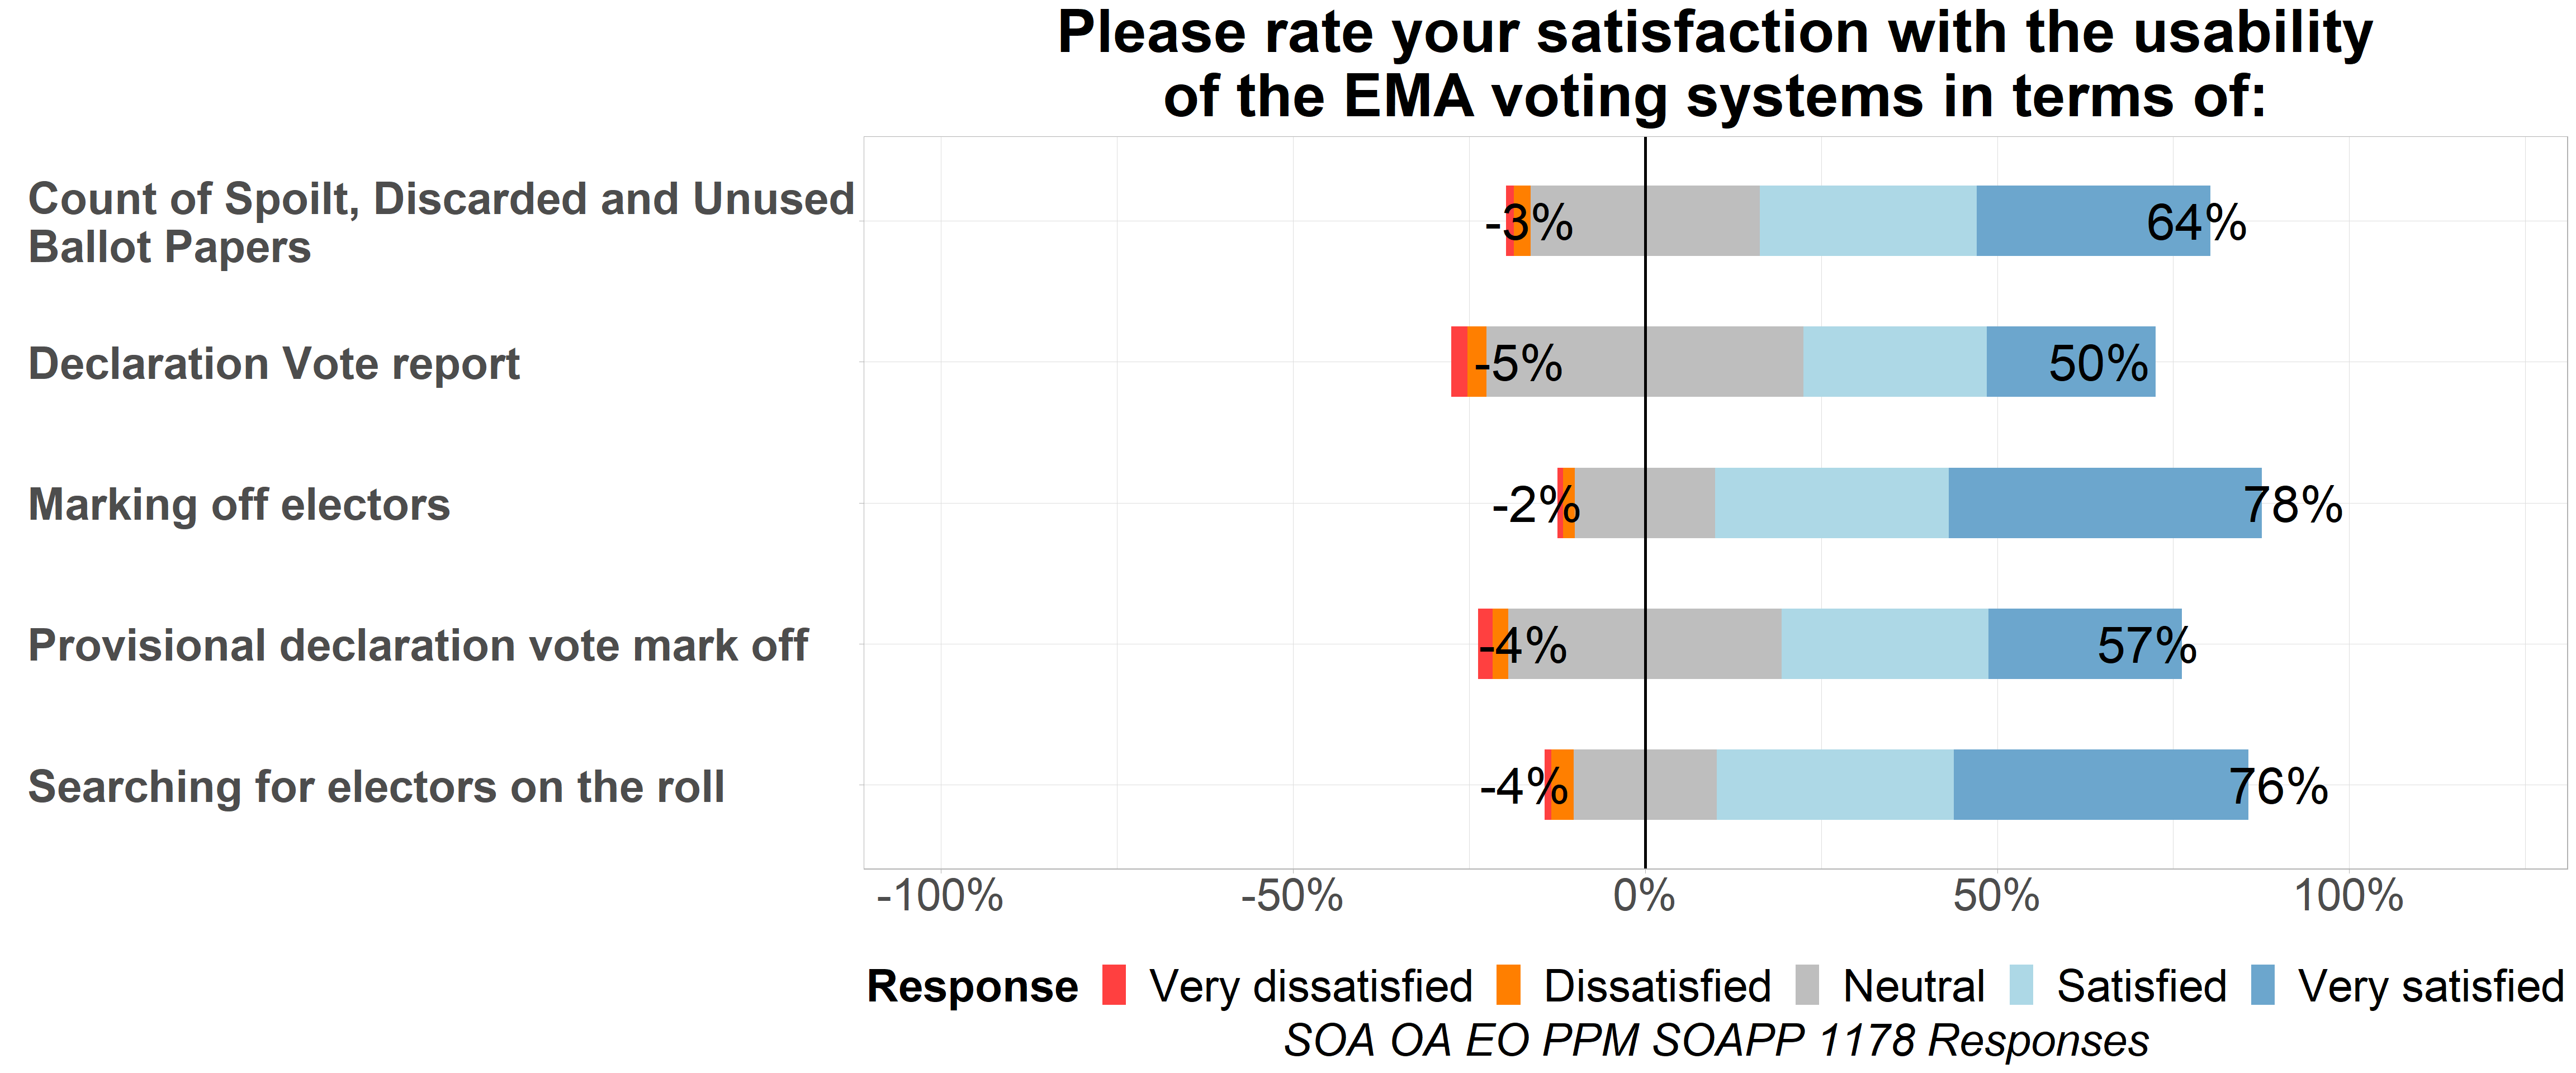 Please rate your satisfaction with the usability
of the EMA voting systems in terms of:
Count of Spoilt, Discarded and Unused
Ballot Papers
-3% 64%
Declaration Vote report
-5% 50%
Marking off electors
-2% 78%
Provisional declaration vote mark off
-4% 57%
Searching for electors on the roll
-4% 76%
-100% -50% 0% 50% 100%
Response Very dissatisfied Dissatisfied Neutral Satisfied Very satisfied
SOA OA EO PPM SOAPP 1178 Responses